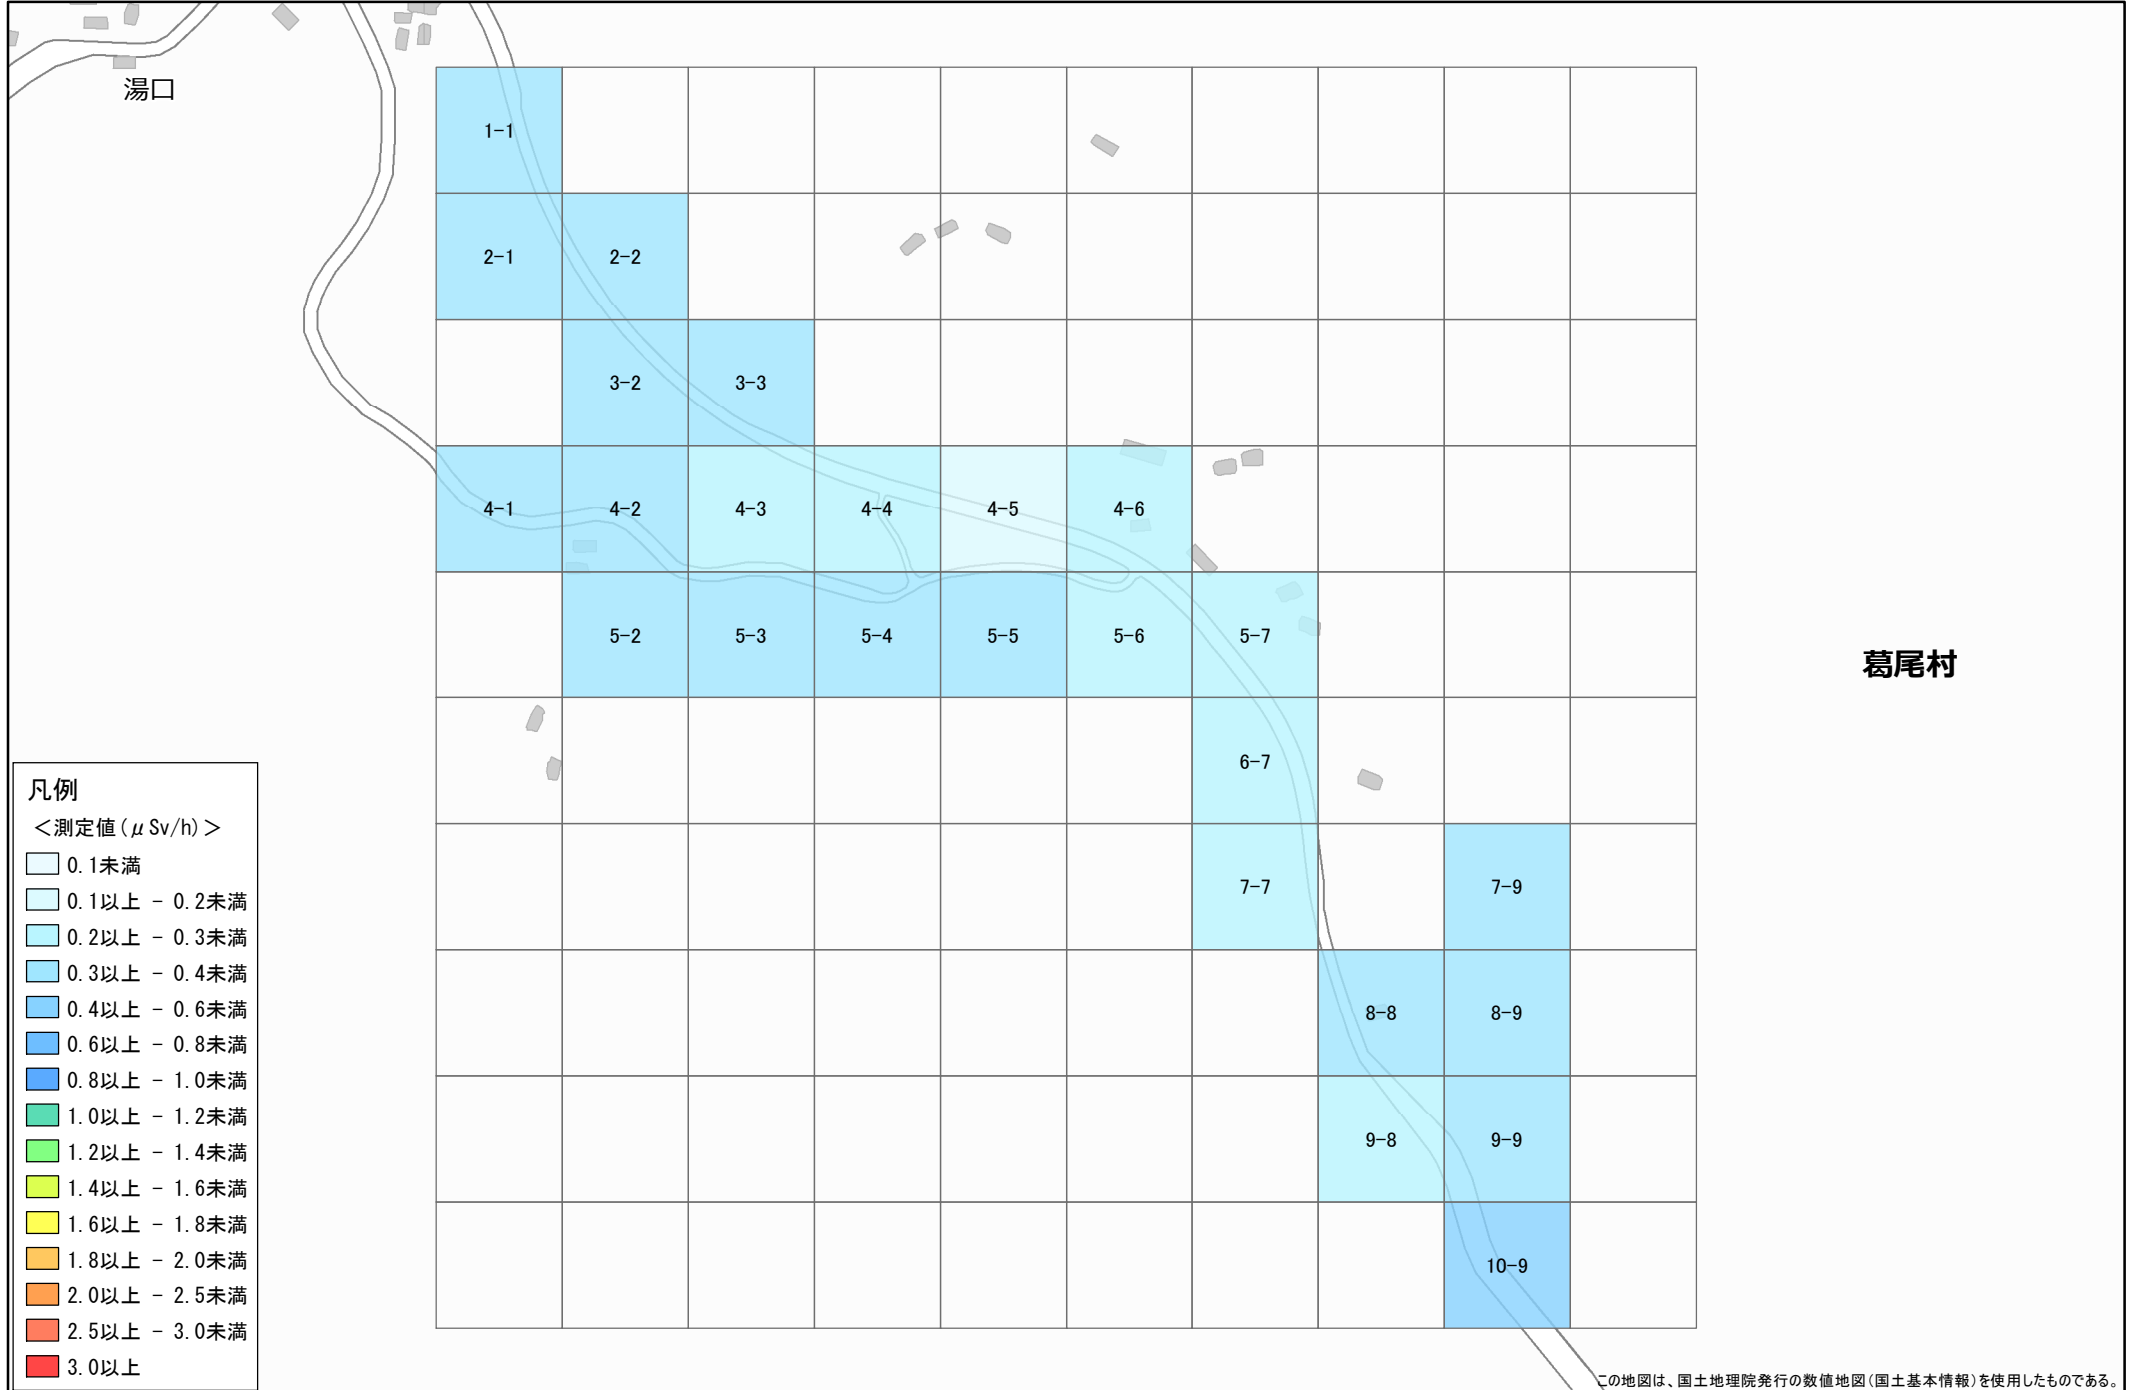 湯口
1-1
2-1 2-2
3-2 3-3
4-1 4-2 4-3 4-4 4-5 4-6
5-2 5-3 5-4 5-5 5-6 5-7
葛尾村
6-7
7-7 7-9
8-8 8-9
9-8 9-9
10-9
凡例
＜測定値(μSv/h)＞
0.1未満
0.1以上 - 0.2未満
0.2以上 - 0.3未満
0.3以上 - 0.4未満
0.4以上 - 0.6未満
0.6以上 - 0.8未満
0.8以上 - 1.0未満
1.0以上 - 1.2未満
1.2以上 - 1.4未満
1.4以上 - 1.6未満
1.6以上 - 1.8未満
1.8以上 - 2.0未満
2.0以上 - 2.5未満
2.5以上 - 3.0未満
3.0以上
この地図は、国土地理院発行の数値地図(国土基本情報)を使用したものである。